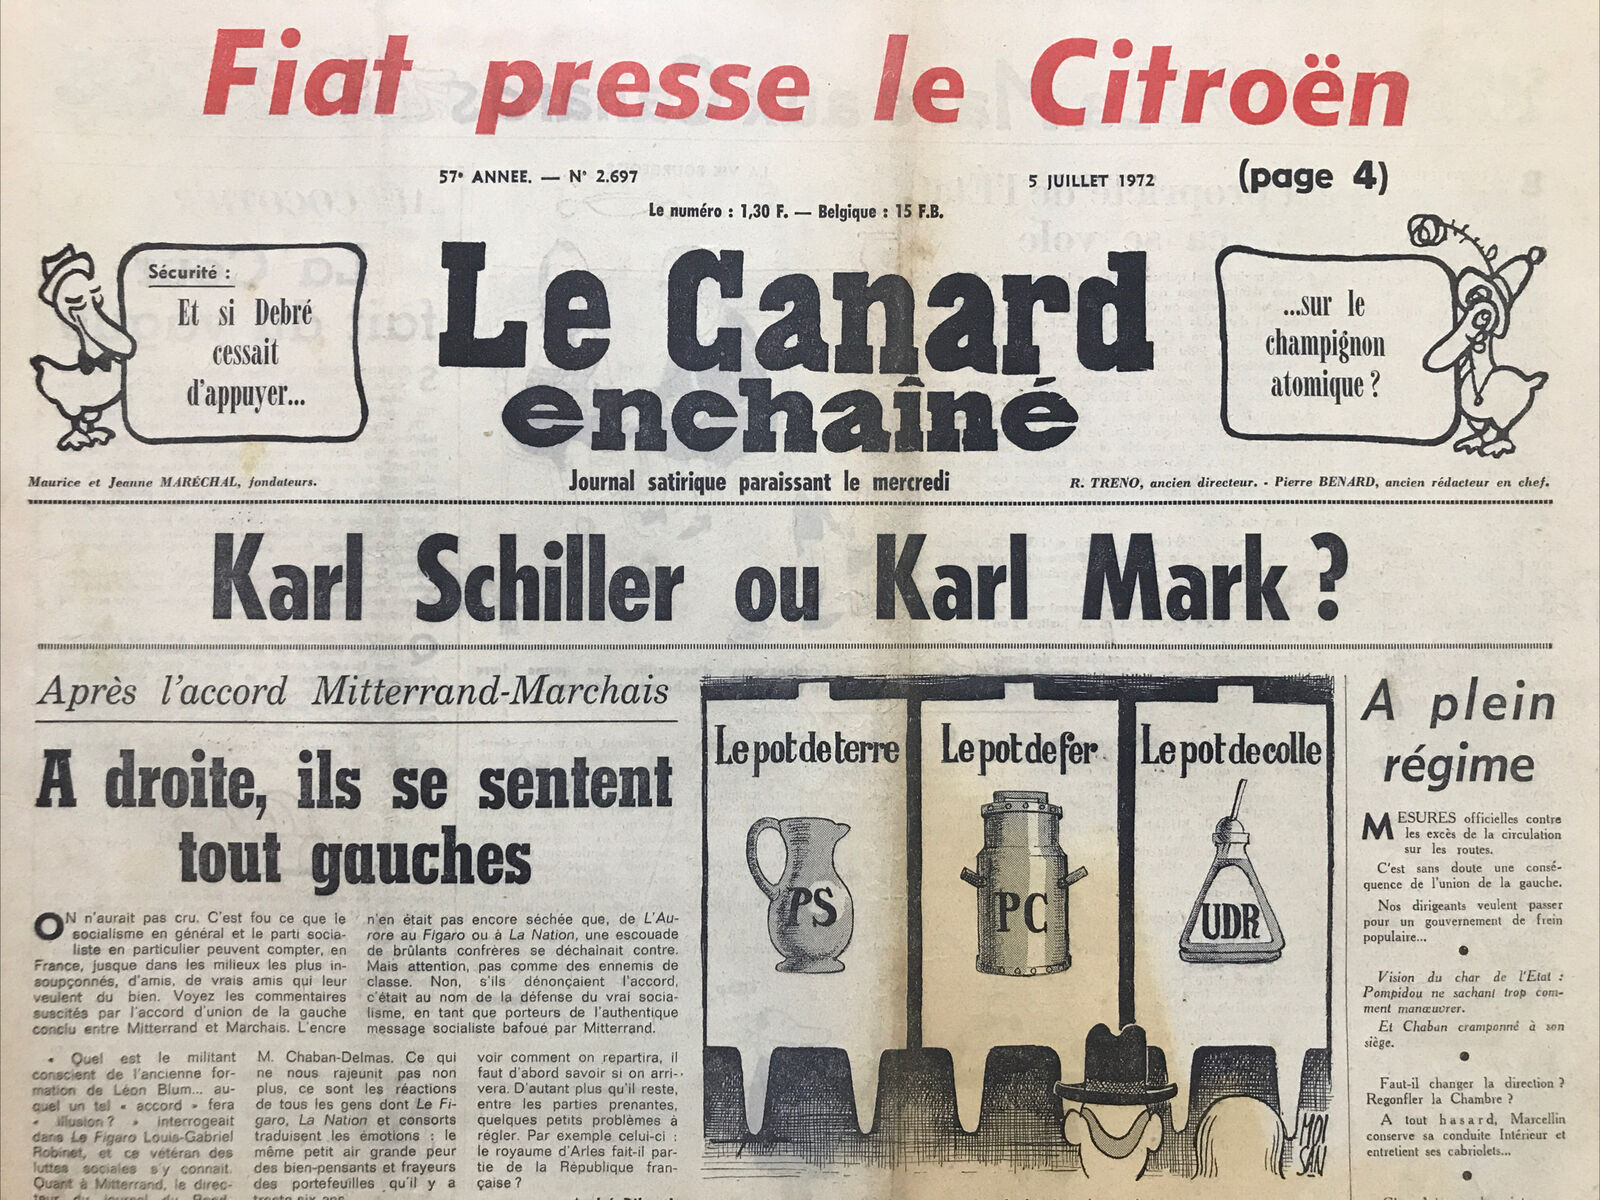 Fiat presse le Citroën
57e ANNEE. — N° 2.697
5 JUILLET 1972
(page 4)
Le numéro : 1,30 F. — Belgique : 15 F.B.
Sécurité :
Et si Debré
cessait
d'appuyer...
Le Canard
enchaîné
...sur le
champignon
atomique ?
Maurice et Jeanne MARÉCHAL, fondateurs.
Journal satirique paraissant le mercredi
R. TRENO, ancien directeur. - Pierre BENARD, ancien rédacteur en chef.
Karl Schiller ou Karl Mark ?
Après l'accord Mitterrand-Marchais
A droite, ils se sentent
tout gauches
ON n'aurait pas cru. C'est fou ce que le
socialisme en général et le parti socia-
liste en particulier peuvent compter, en
France, jusque dans les milieux les plus in-
soupçonnés, d'amis, de vrais amis qui leur
veulent du bien. Voyez les commentaires
suscités par l'accord d'union de la gauche
conclu entre Mitterrand et Marchais. L'encre
n'en était pas encore séchée que, de L'Au-
rore au Figaro ou à La Nation, une escouade
de brûlants confrères se déchainait contre.
Mais attention, pas comme des ennemis de
classe. Non, s'ils dénonçaient l'accord,
c'était au nom de la défense du vrai socia-
lisme, en tant que porteurs de l'authentique
message socialiste bafoué par Mitterrand.
« Quel est le militant
conscient de l'ancienne for-
mation de Léon Blum... au-
quel un tel « accord » fera
« illusion ? » interrogeait
dans Le Figaro Louis-Gabriel
Robinet, et ce vétéran des
luttes sociales s'y connait.
Quant à Mitterrand, le direc-
teur du journal du Rond-
M. Chaban-Delmas. Ce qui
ne nous rajeunit pas non
plus, ce sont les réactions
de tous les gens dont Le Fi-
garo, La Nation et consorts
traduisent les émotions : le
même petit air grande peur
des bien-pensants et frayeurs
des portefeuilles qu'il y a
trente-six ans.
voir comment on repartira, il
faut d'abord savoir si on arri-
vera. D'autant plus qu'il reste,
entre les parties prenantes,
quelques petits problèmes à
régler. Par exemple celui-ci :
le royaume d'Arles fait-il par-
tie de la République fran-
çaise ?
Le pot de terre
PS
Le pot de fer
PC
Le pot de colle
UDR
MOI
SAN
A plein
régime
MESURES officielles contre
les excès de la circulation
sur les routes.
C'est sans doute une consé-
quence de l'union de la gauche.
Nos dirigeants veulent passer
pour un gouvernement de frein
populaire...
Vision du char de l'Etat :
Pompidou ne sachant trop com-
ment manœuvrer.
Et Chaban cramponné à son
siège.
Faut-il changer la direction ?
Regonfler la Chambre ?
A tout hasard, Marcellin
conserve sa conduite Intérieur et
entretient ses cabriolets...